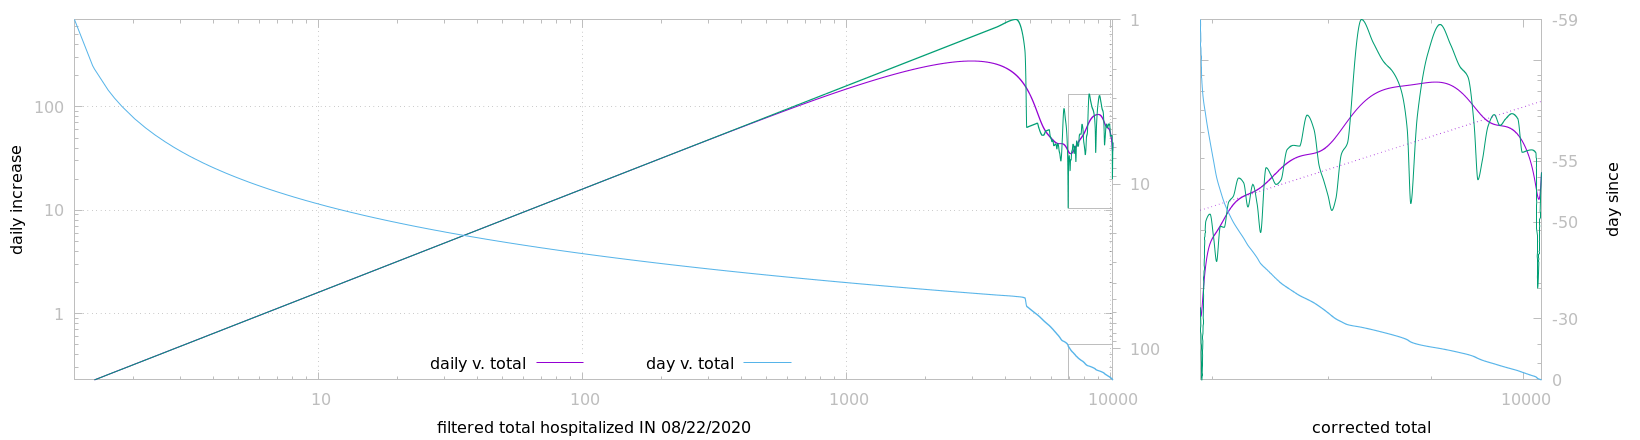 1
-59
100
daily increase
10
-55
10
-50
day since
1
-30
daily v. total
day v. total
100
0
10
100
1000
10000
10000
filtered total hospitalized IN 08/22/2020
corrected total